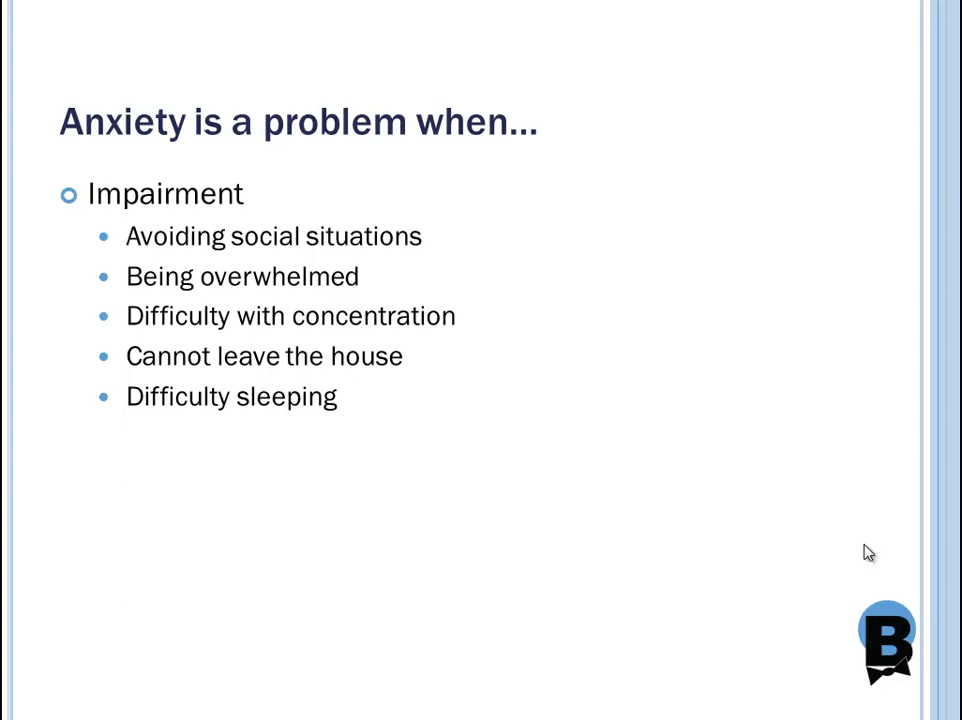 Anxiety is a problem when...
Impairment
Avoiding social situations
Being overwhelmed
Difficulty with concentration
Cannot leave the house
Difficulty sleeping
B